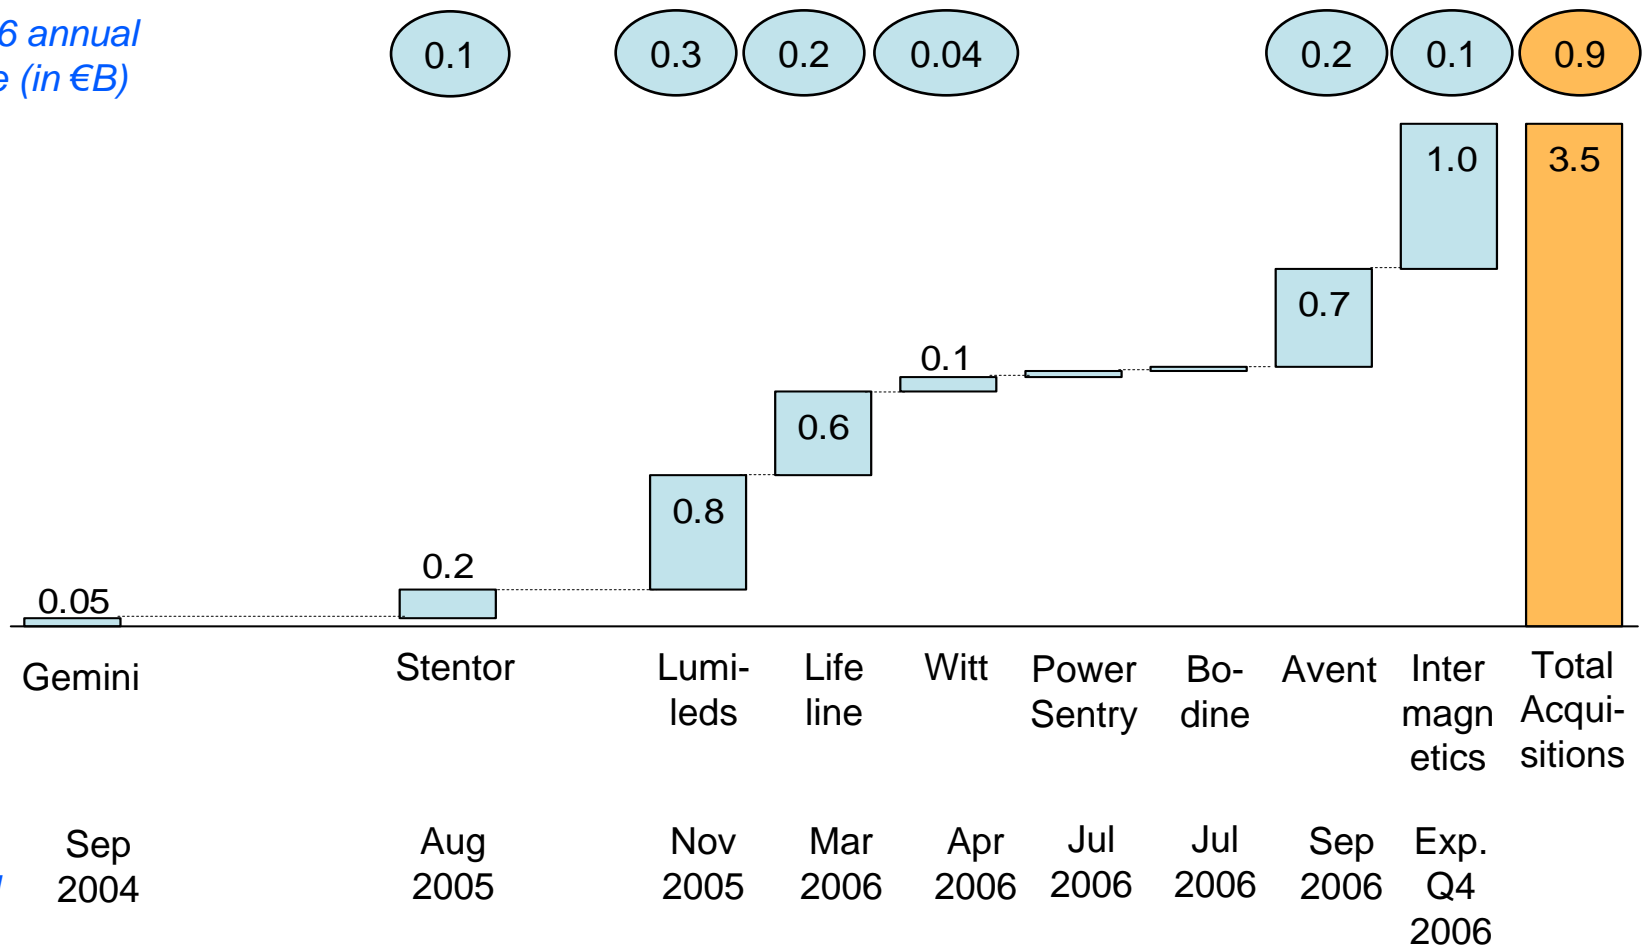 6 annual
e (in €B)
0.1
0.3
0.2
0.04
0.2
0.1
0.9
1.0
3.5
0.7
0.1
0.6
0.8
0.2
0.05
Gemini
Stentor
Lumi-
leds
Life
line
Witt
Power
Sentry
Bo-
dine
Avent
Inter
magn
etics
Total
Acqui-
sitions
Sep
2004
Aug
2005
Nov
2005
Mar
2006
Apr
2006
Jul
2006
Jul
2006
Sep
2006
Exp.
Q4
2006